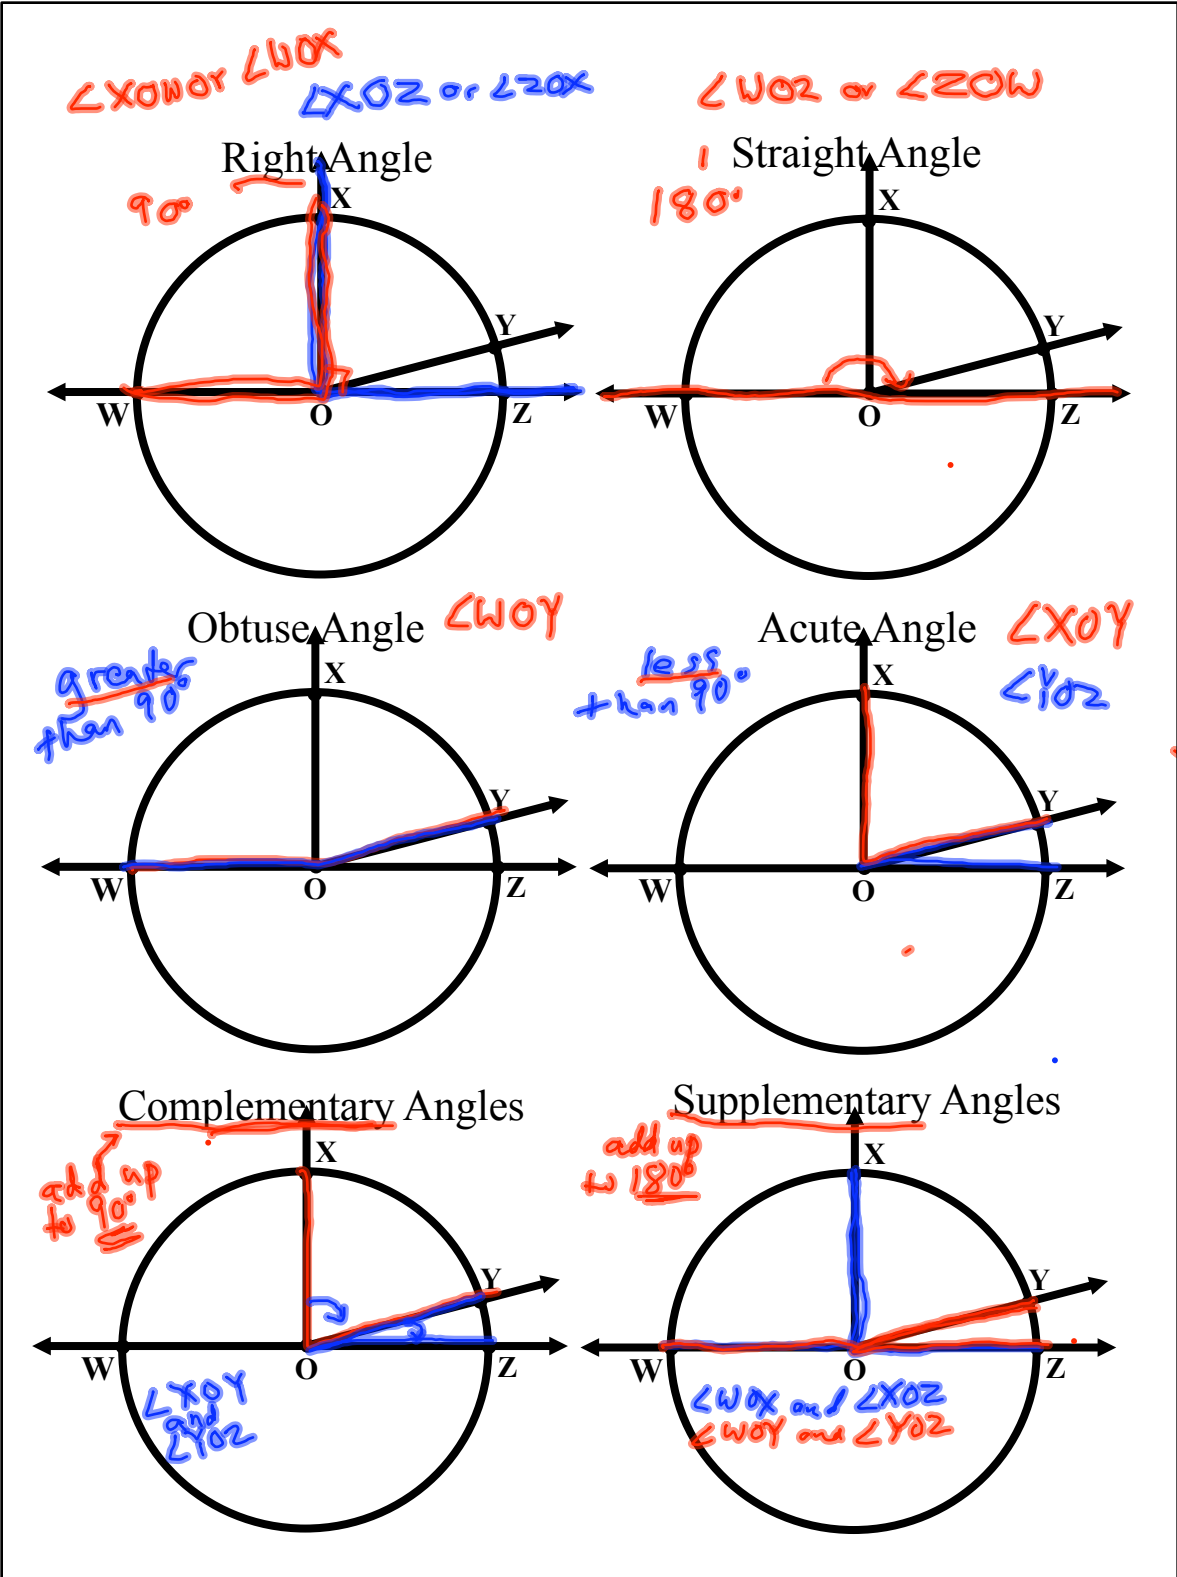 ∠XOW or ∠WOX
∠XOZ or ∠ZOX
Right Angle
90°
X
Y
W
O
Z
∠WOZ or ∠ZOW
Straight Angle
180°
X
Y
W
O
Z
Obtuse Angle ∠WOY
greater
than 90°
X
Y
W
O
Z
Acute Angle ∠XOY
∠YOZ
less
than 90°
X
Y
W
O
Z
Complementary Angles
add up
to 90°
X
Y
W
O
Z
∠XOY
and
∠YOZ
Supplementary Angles
add up
to 180°
X
Y
W
O
Z
∠WOX and ∠XOZ
∠WOY and ∠YOZ